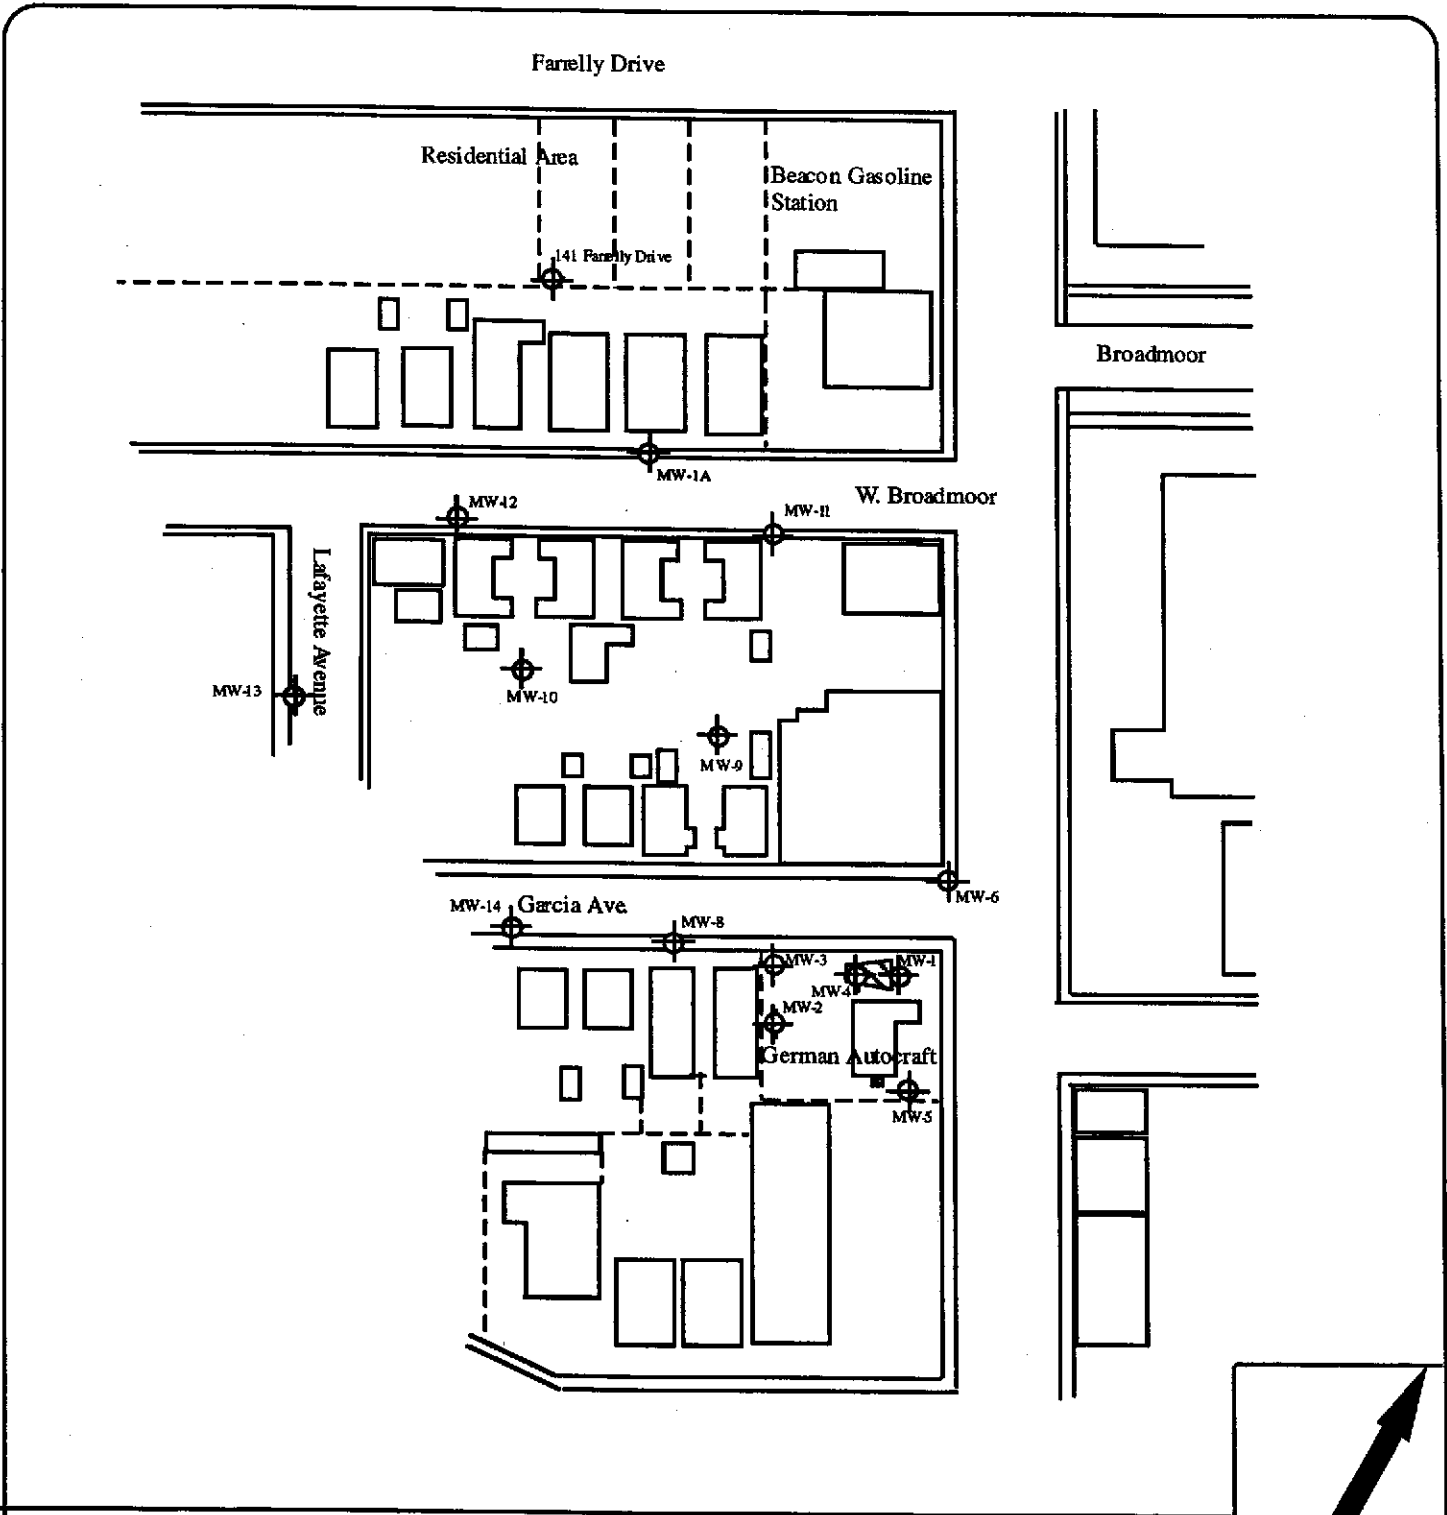 Farrelly Drive
Residential Area
Beacon Gasoline
Station
141 Farrelly Drive
Broadmoor
MW-1A
W. Broadmoor
MW-12
MW-11
Lafayette Avenue
MW-13
MW-10
MW-9
MW-6
MW-14
Garcia Ave.
MW-8
MW-3
MW-1
MW-4
MW-2
German Autocraft
MW-5